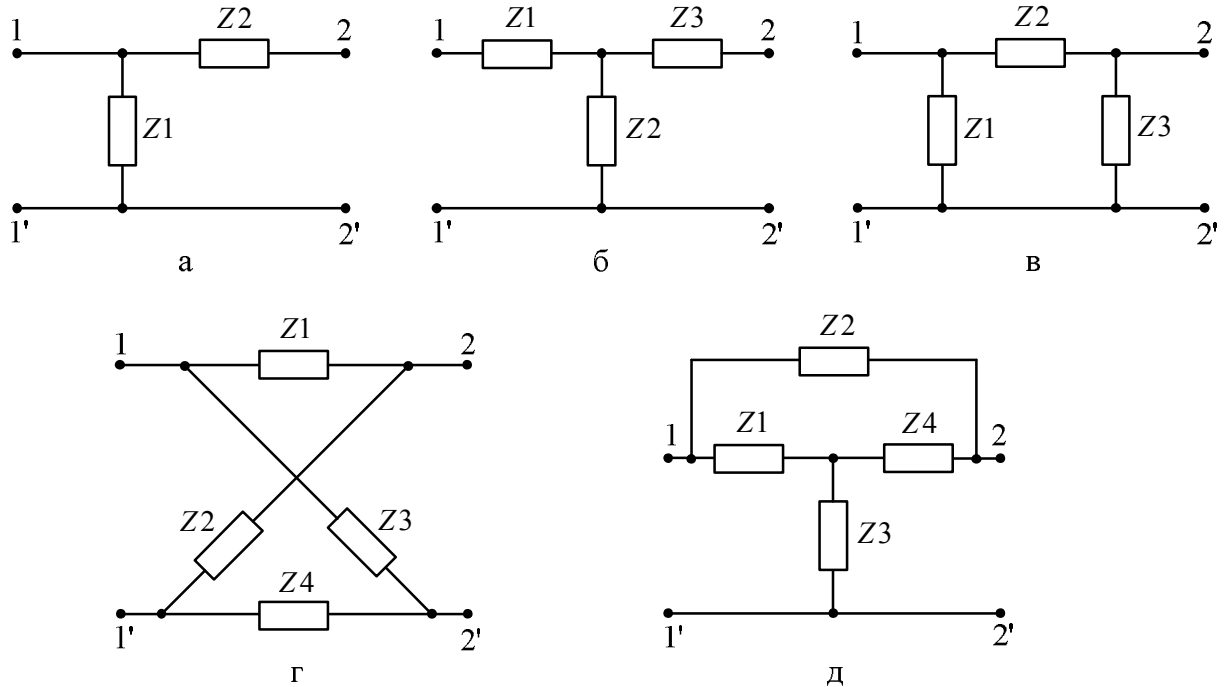 1 Z2 2
Z1
1' 2'
а
1 Z1 Z3 2
Z2
1' 2'
б
1 Z2 2
Z1 Z3
1' 2'
в
1 Z1 2
Z2 Z3
Z4
1' 2'
г
Z2
1 Z1 Z4 2
Z3
1' 2'
д